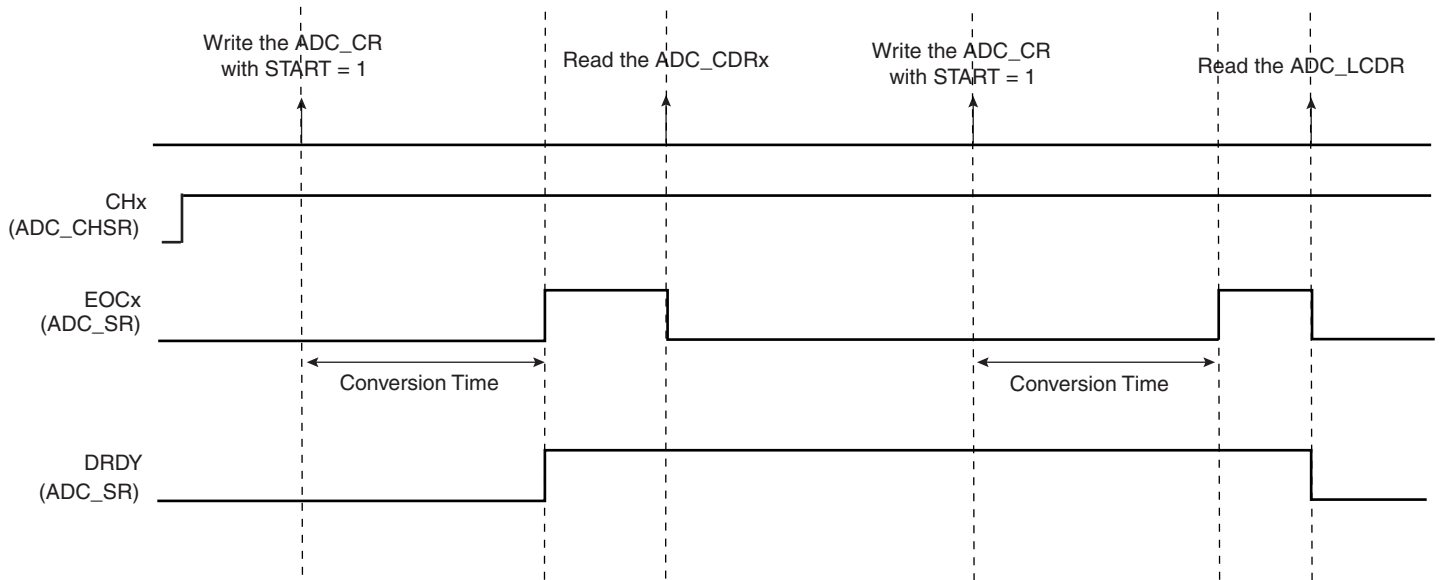 Write the ADC_CR
with START = 1
Read the ADC_CDRx
Write the ADC_CR
with START = 1
Read the ADC_LCDR
CHx
(ADC_CHSR)
EOCx
(ADC_SR)
Conversion Time
Conversion Time
DRDY
(ADC_SR)